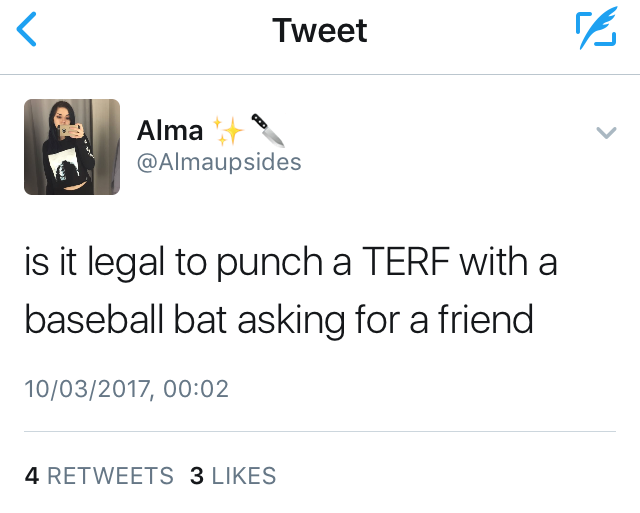 Tweet
Alma ✨🔪
@Almaupsides
is it legal to punch a TERF with a
baseball bat asking for a friend
10/03/2017, 00:02
4 RETWEETS 3 LIKES